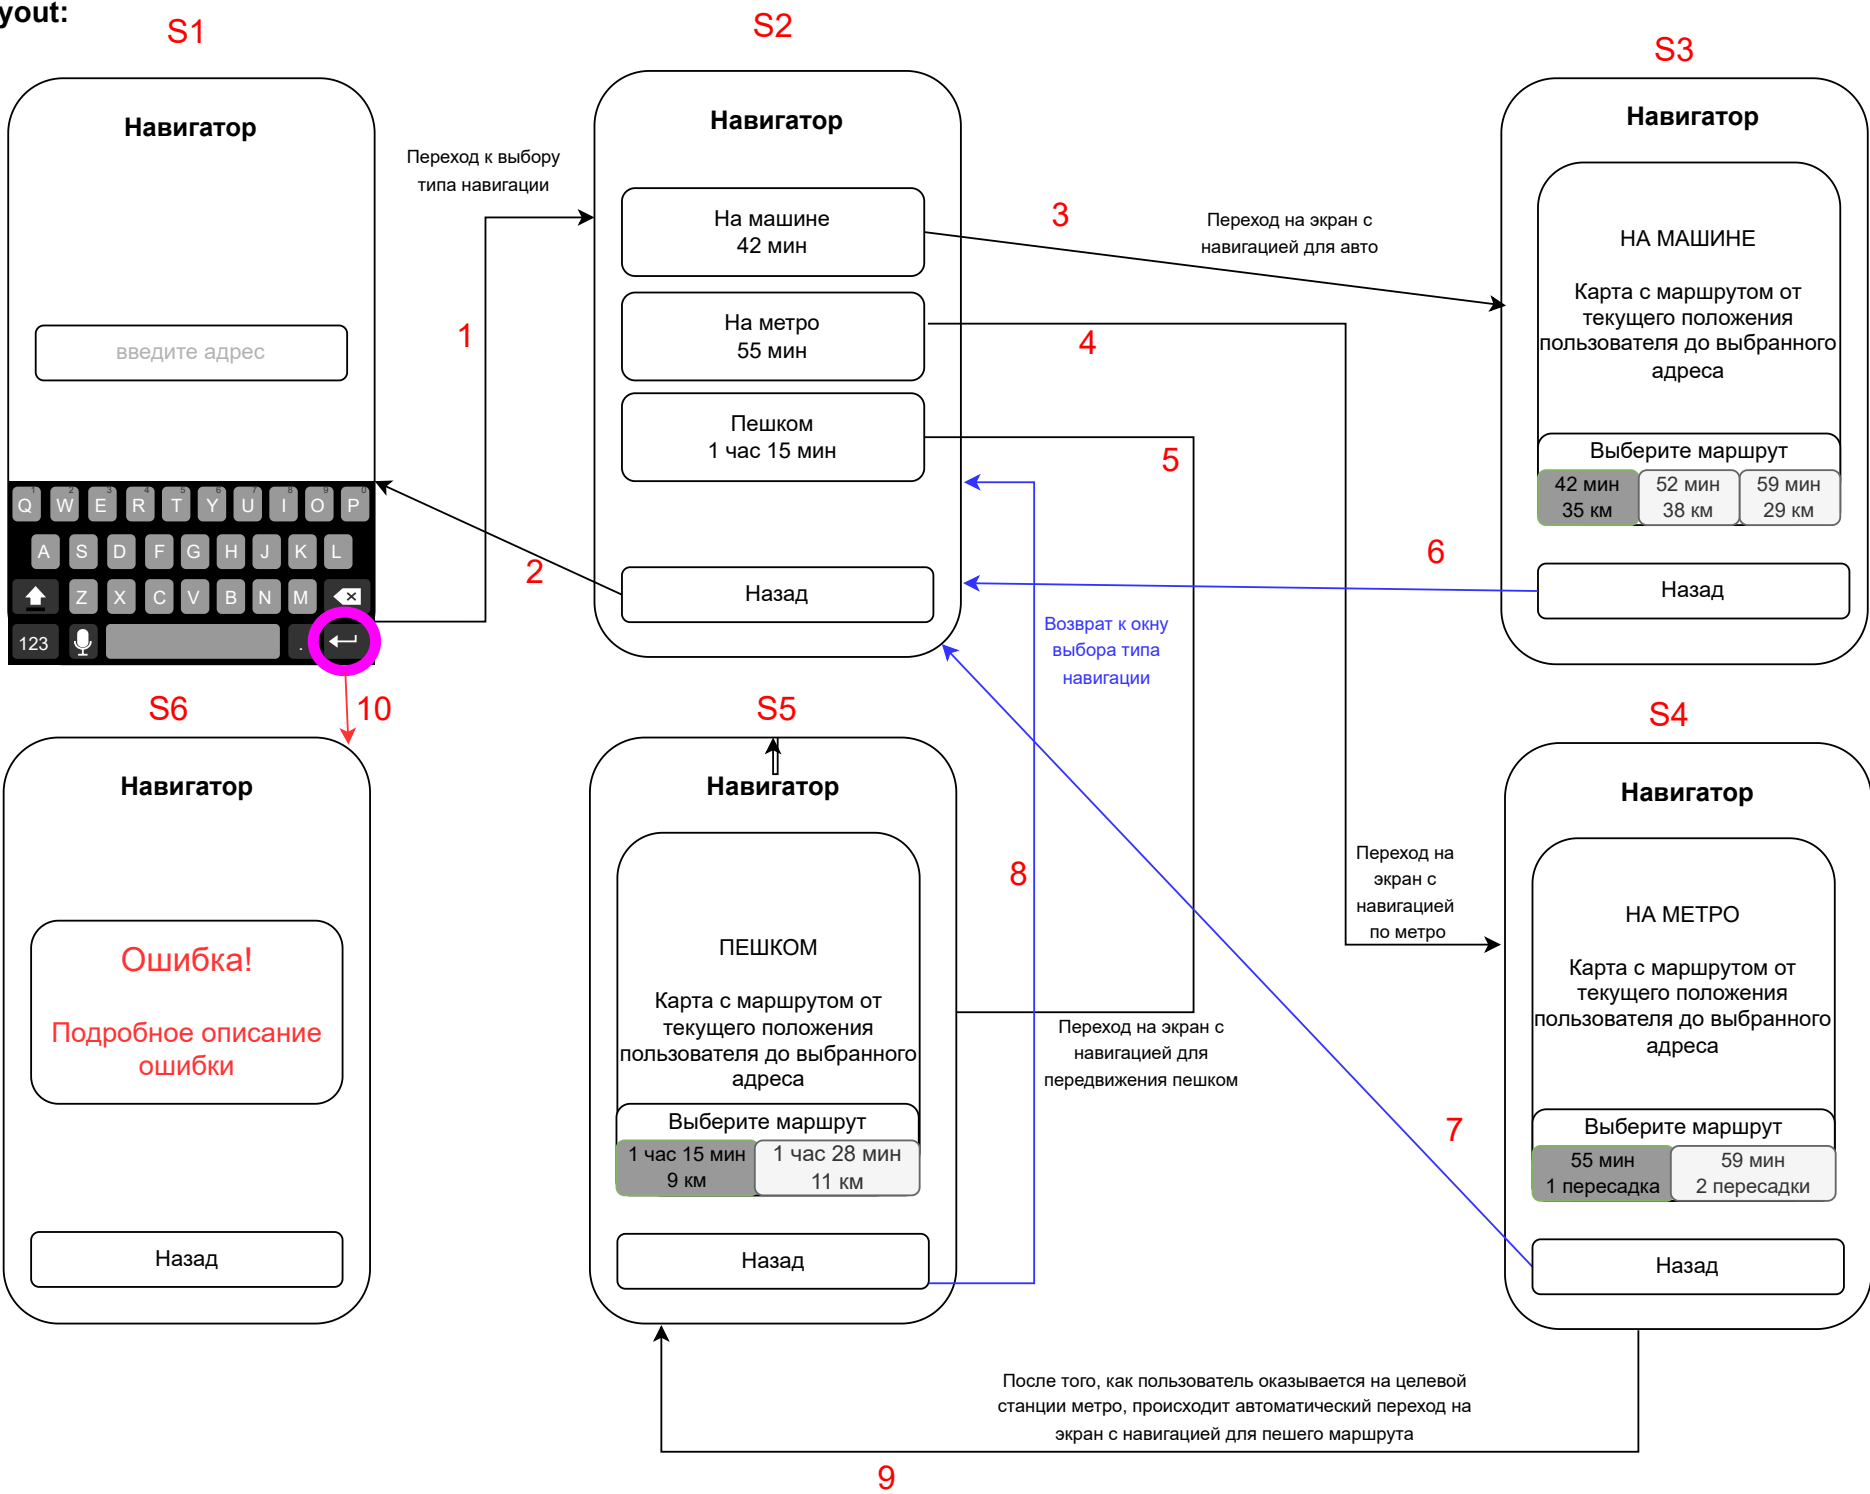 yout:
S1
Навигатор
введите адрес
Q W E R T Y U I O P
A S D F G H J K L
Z X C V B N M
123
.
Переход к выбору
типа навигации
1
2
S2
Навигатор
На машине
42 мин
На метро
55 мин
Пешком
1 час 15 мин
Назад
3
Переход на экран с
навигацией для авто
4
5
6
Возврат к окну
выбора типа
навигации
S3
Навигатор
НА МАШИНЕ
Карта с маршрутом от
текущего положения
пользователя до выбранного
адреса
Выберите маршрут
42 мин
35 км
52 мин
38 км
59 мин
29 км
Назад
S6
10
Навигатор
Ошибка!
Подробное описание
ошибки
Назад
S5
Навигатор
ПЕШКОМ
Карта с маршрутом от
текущего положения
пользователя до выбранного
адреса
Выберите маршрут
1 час 15 мин
9 км
1 час 28 мин
11 км
Назад
8
Переход на экран с
навигацией для
передвижения пешком
Переход на
экран с
навигацией
по метро
7
S4
Навигатор
НА МЕТРО
Карта с маршрутом от
текущего положения
пользователя до выбранного
адреса
Выберите маршрут
55 мин
1 пересадка
59 мин
2 пересадки
Назад
После того, как пользователь оказывается на целевой
станции метро, происходит автоматический переход на
экран с навигацией для пешего маршрута
9